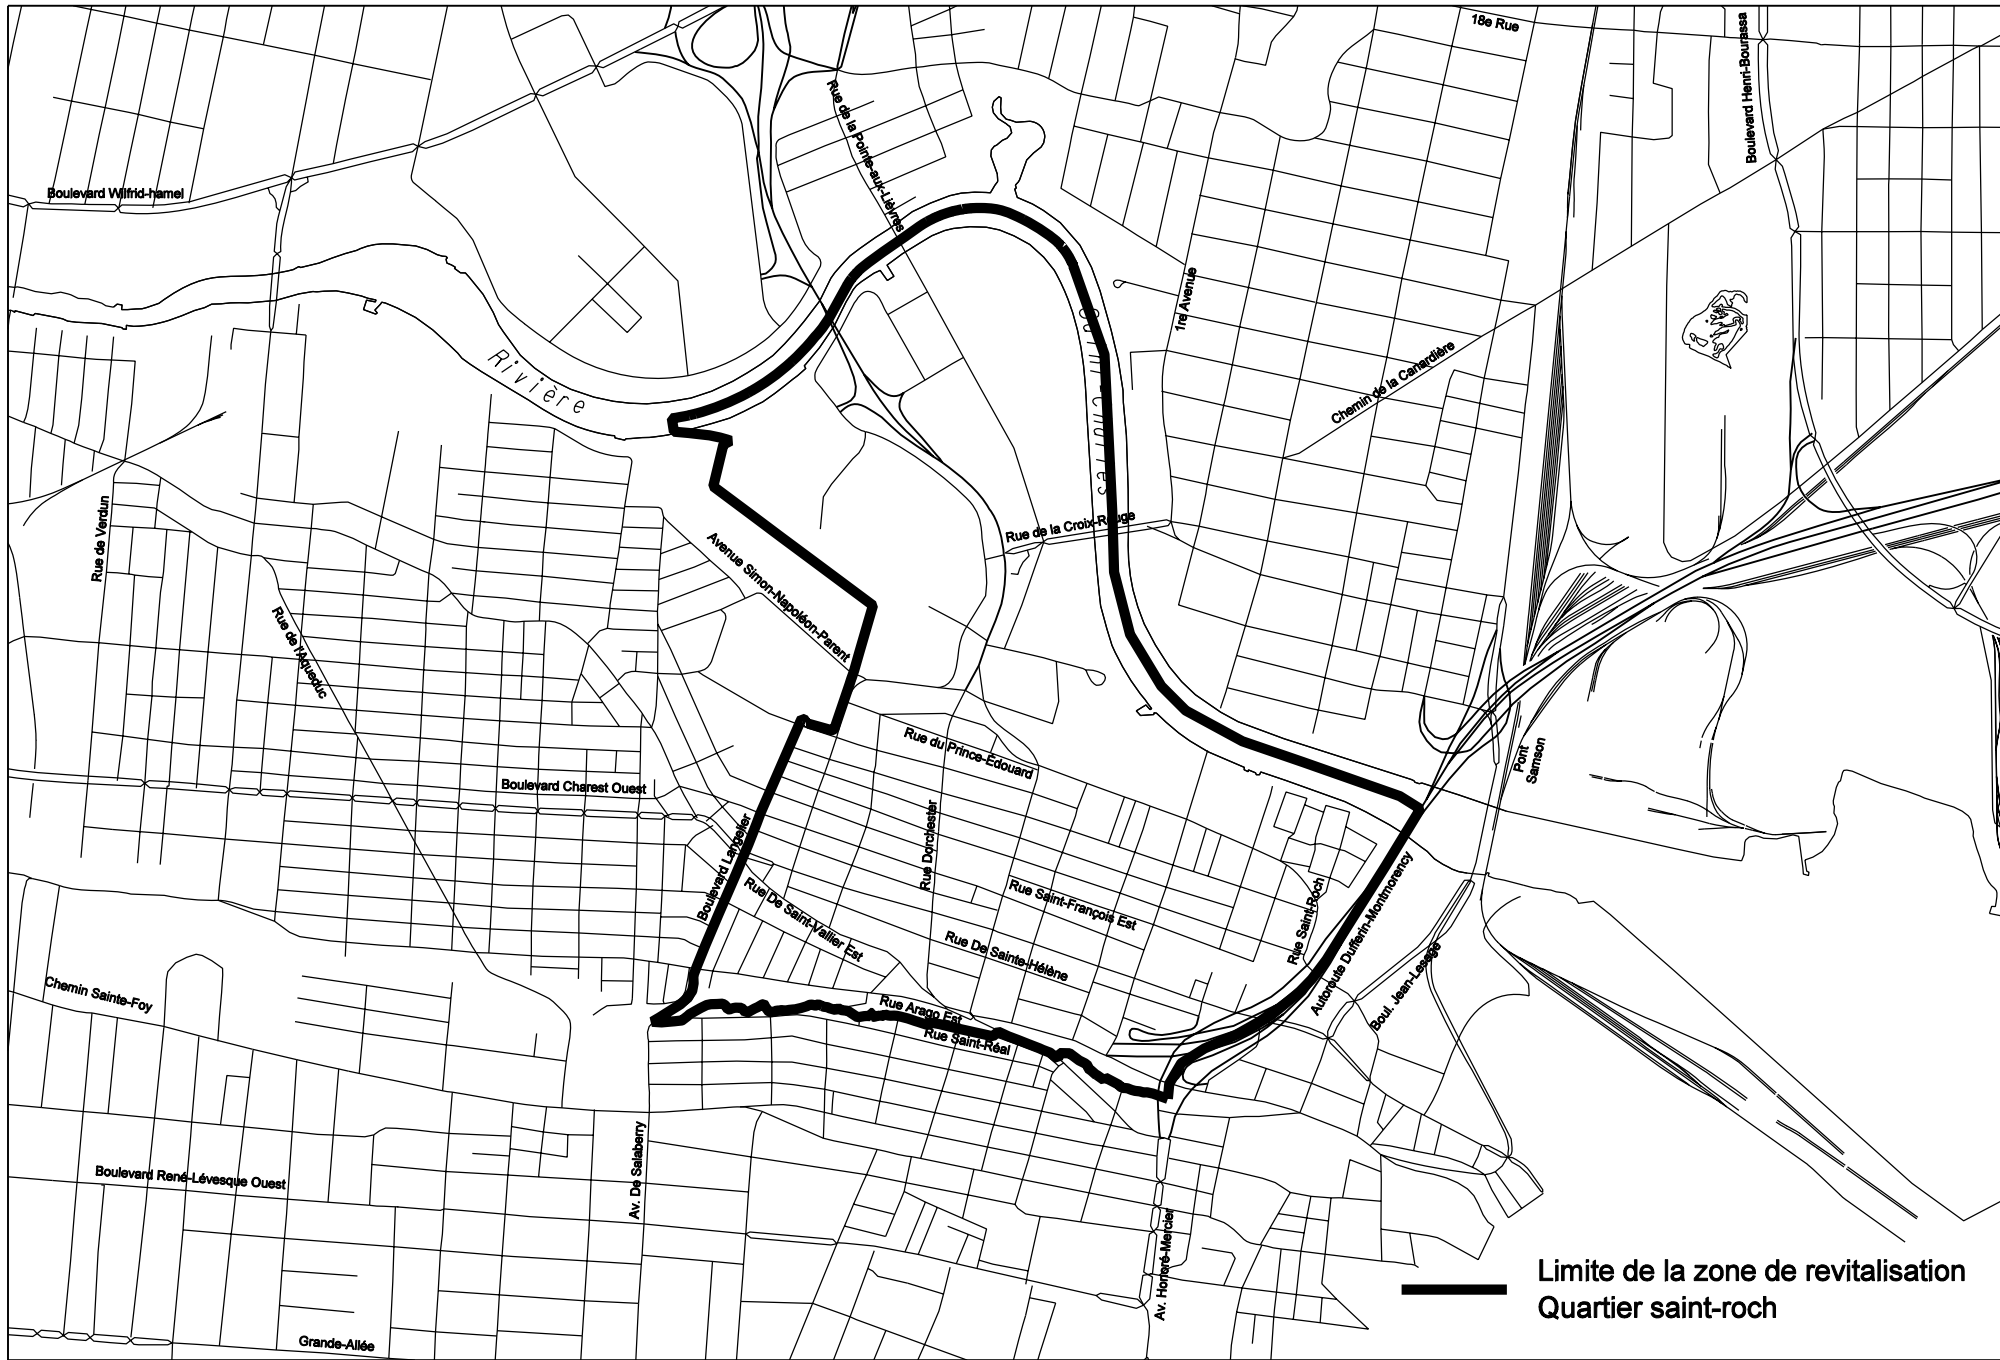 18e Rue
Boulevard Henri-Bourassa
Rue de la Pointe-aux-Lièvres
Boulevard Wilfrid-hamel
1re Avenue
Rivière
Saint-Charles
Chemin de la Canardière
Rue de Verdun
Rue de la Croix-Rouge
Avenue Simon-Napoléon-Parent
Rue de l'Aqueduc
Rue du Prince-Édouard
Pont
Samson
Boulevard Charest Ouest
Boulevard Langelier
Rue Dorchester
Rue De Saint-Vallier Est
Rue Saint-François Est
Rue Saint-Roch
Autoroute Dufferin-Montmorency
Rue De Sainte-Hélène
Boul. Jean-Lesage
Chemin Sainte-Foy
Rue Arago Est
Rue Saint-Réal
Av. De Salaberry
Boulevard René-Lévesque Ouest
Av. Honoré-Mercier
Grande-Allée
Limite de la zone de revitalisation
Quartier saint-roch